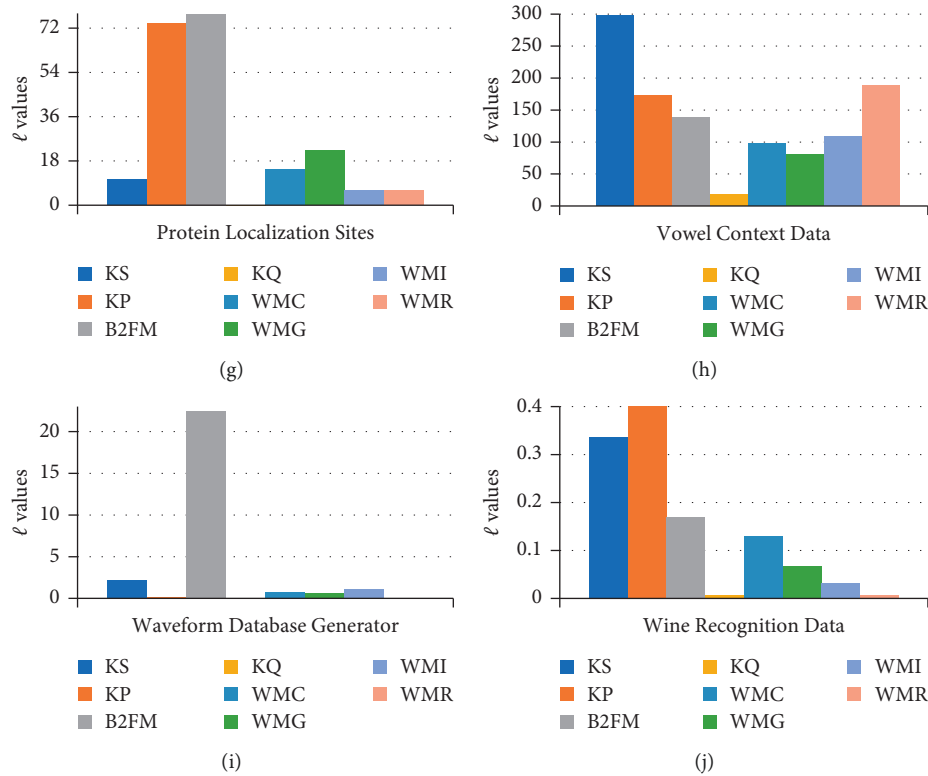 72
54
36
18
0
ℓ values
Protein Localization Sites
KS KQ WMI
KP WMC WMR
B2FM WMG
(g)
300
250
200
150
100
50
0
ℓ values
Vowel Context Data
KS KQ WMI
KP WMC WMR
B2FM WMG
(h)
20
15
10
5
0
ℓ values
Waveform Database Generator
KS KQ WMI
KP WMC WMR
B2FM WMG
(i)
0.4
0.3
0.2
0.1
0
ℓ values
Wine Recognition Data
KS KQ WMI
KP WMC WMR
B2FM WMG
(j)